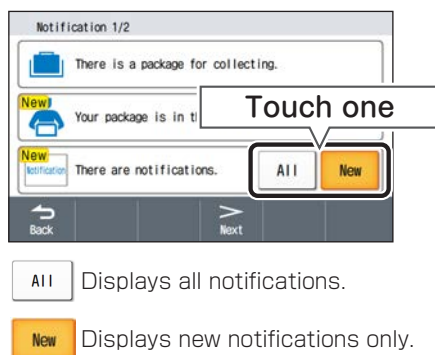 Notification 1/2
There is a package for collecting.
New
Your package is in t
Touch one
New
Notification
There are notifications.
All
New
Back
Next
All
Displays all notifications.
New
Displays new notifications only.